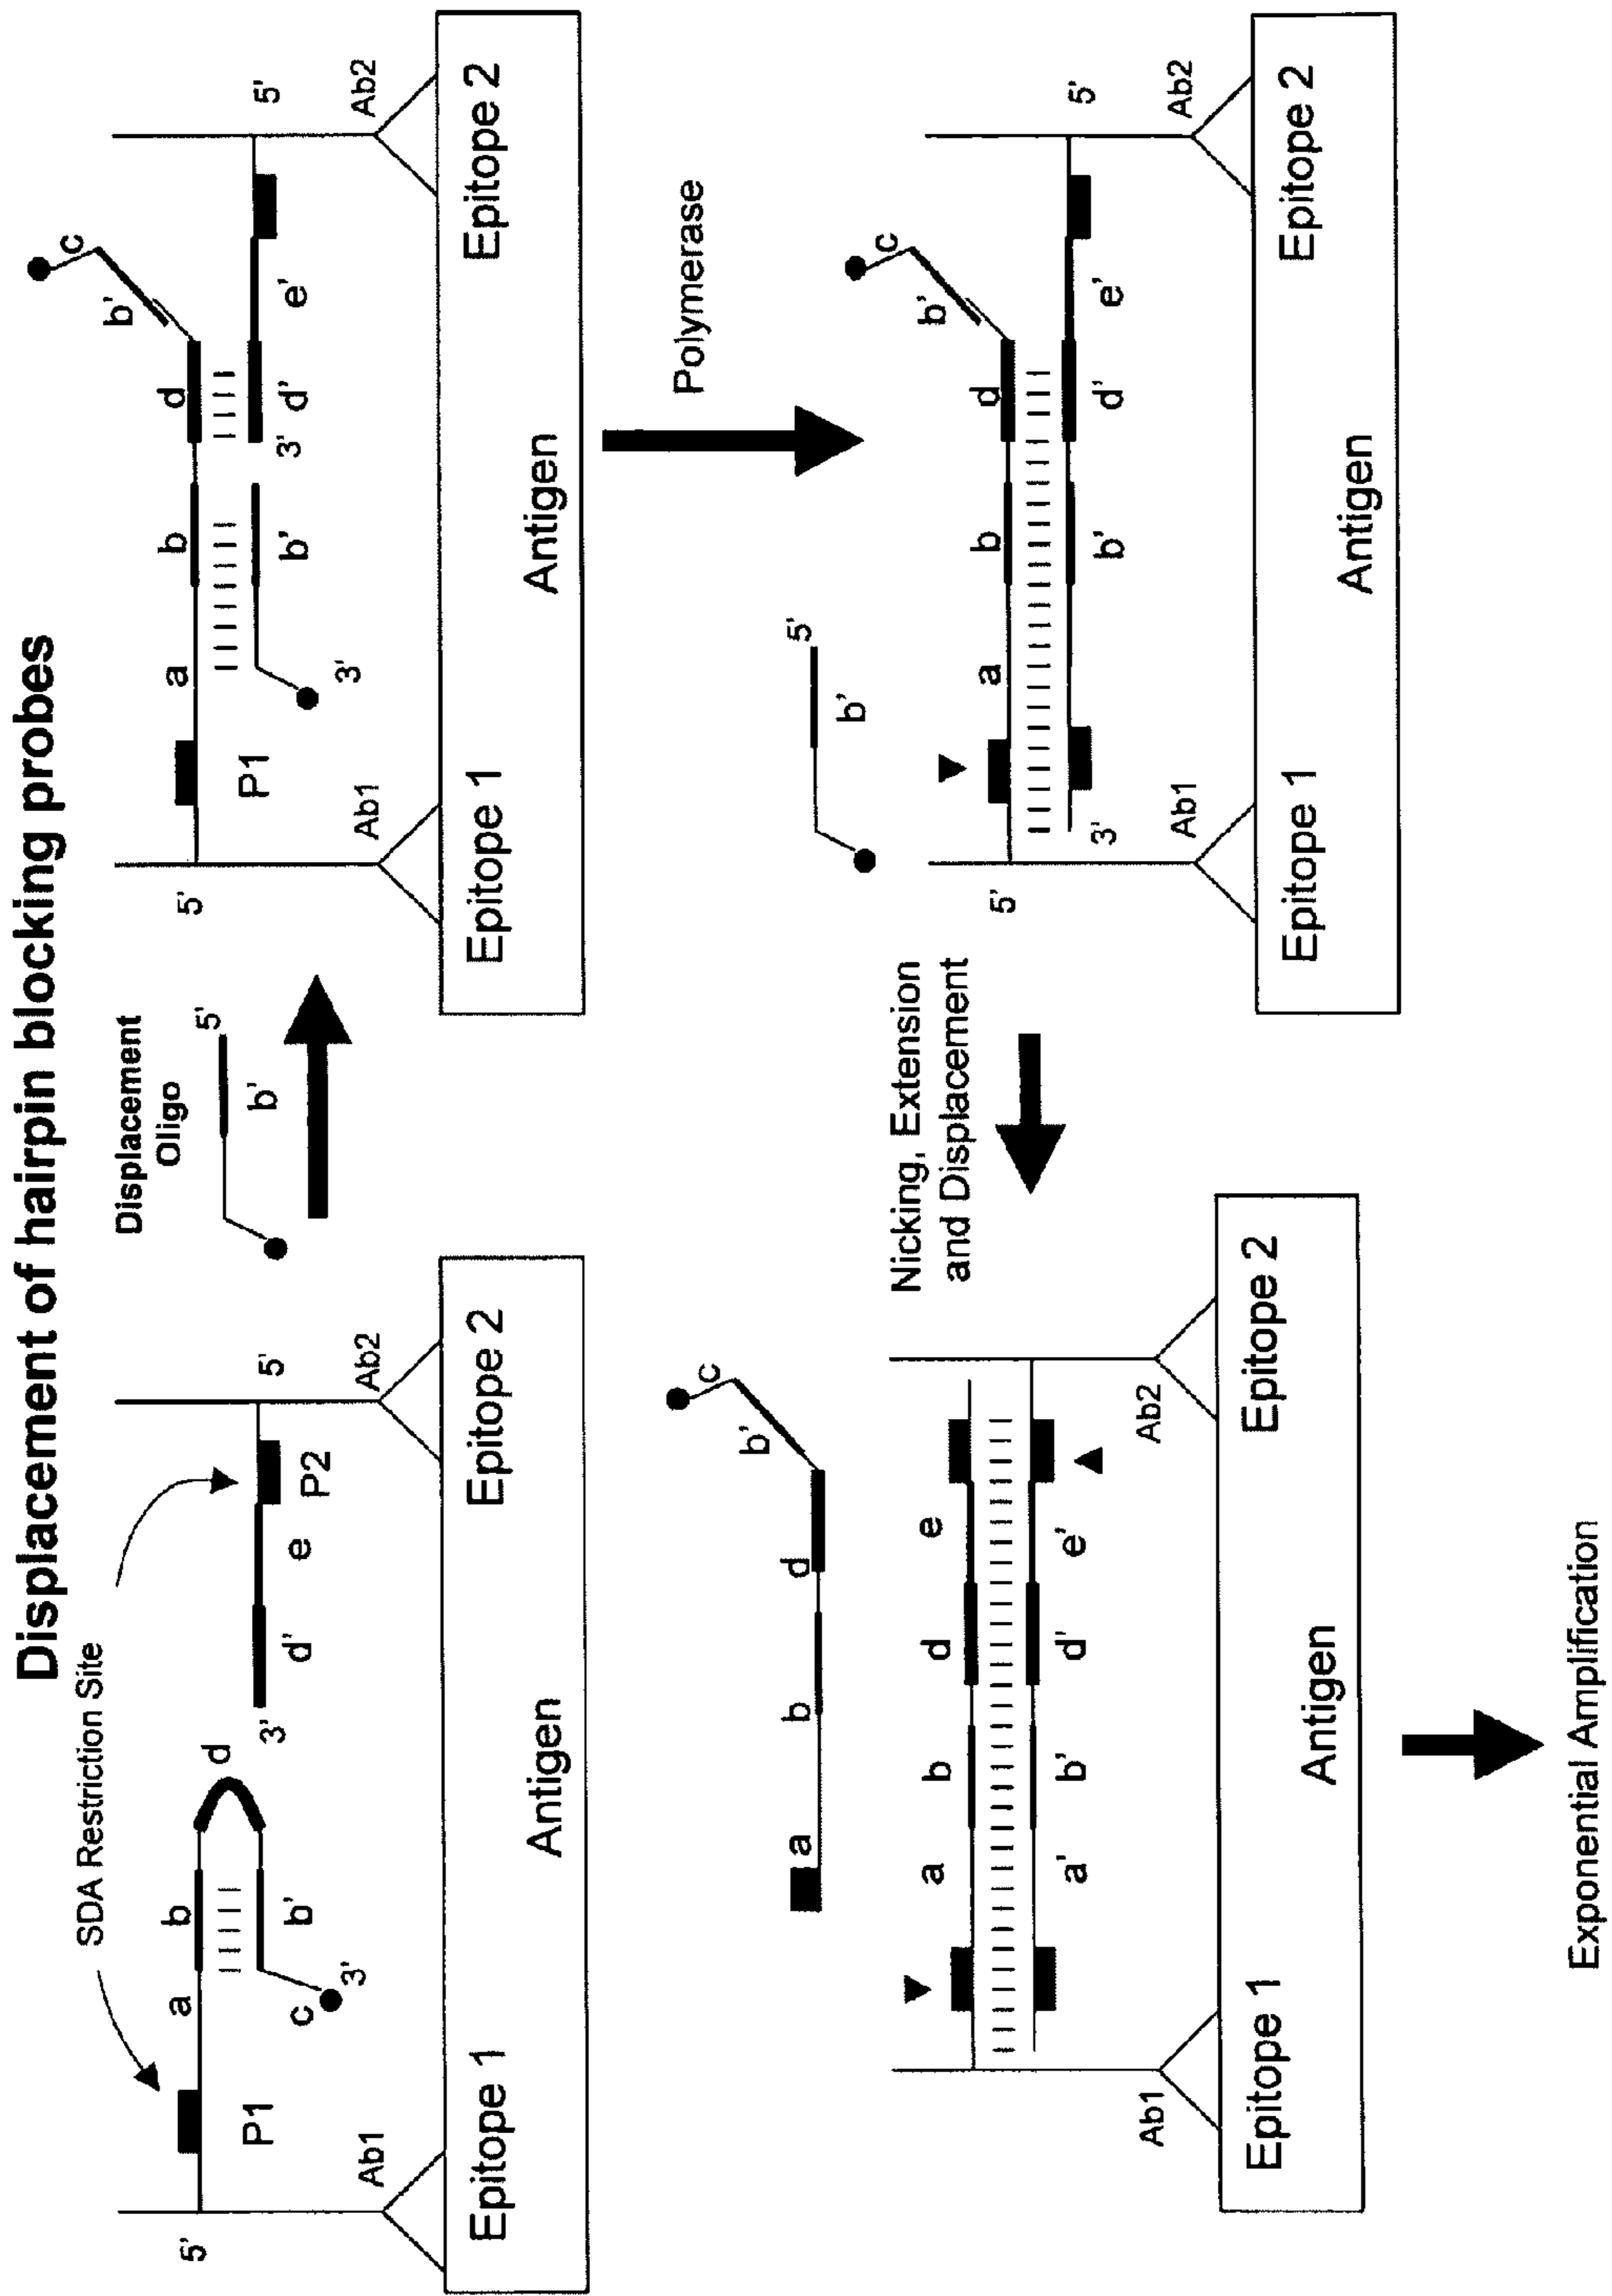 Displacement of hairpin blocking probes
SDA Restriction Site
5'
P1
a
b
b'
c
3'
d
3'
d'
e
P2
5'
Ab1
Ab2
Epitope 1
Epitope 2
Antigen
Displacement
Oligo
5'
b'
5'
P1
a
b
d
b'
c
b'
3'
3'
d'
e'
5'
Ab1
Ab2
Epitope 1
Epitope 2
Antigen
Polymerase
b'
5'
5'
a
b
d
b'
c
3'
b'
d'
e'
5'
Ab1
Ab2
Epitope 1
Epitope 2
Antigen
Nicking, Extension
and Displacement
a
b
d
b'
c
a
b
d
e
a'
b'
d'
e'
Ab1
Ab2
Epitope 1
Epitope 2
Antigen
Exponential Amplification